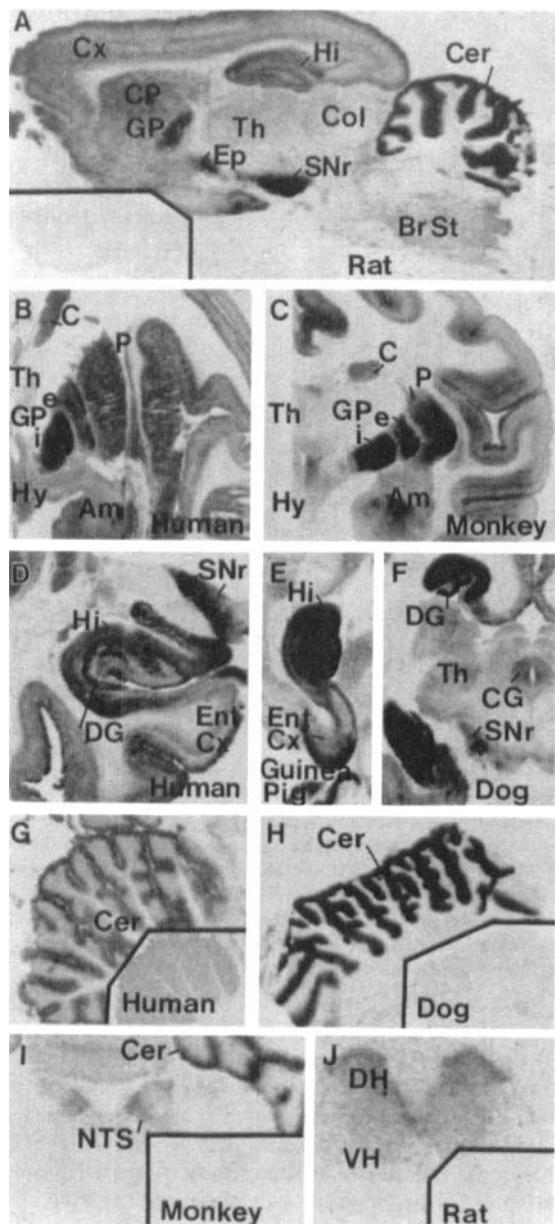 A
Cx
Hi
Cer
CP
GP
Th
Col
Ep
SNr
Br St
Rat
B
C
P
Th
e
GP
i
Hy
Am
Human
C
C
P
Th
GP e
i
Hy
Am
Monkey
D
SNr
Hi
DG
Ent
Cx
Human
E
Hi
Ent
Cx
Guinea
Pig
F
DG
Th
CG
SNr
Dog
G
Cer
Human
H
Cer
Dog
I
Cer
NTS
Monkey
J
DH
VH
Rat